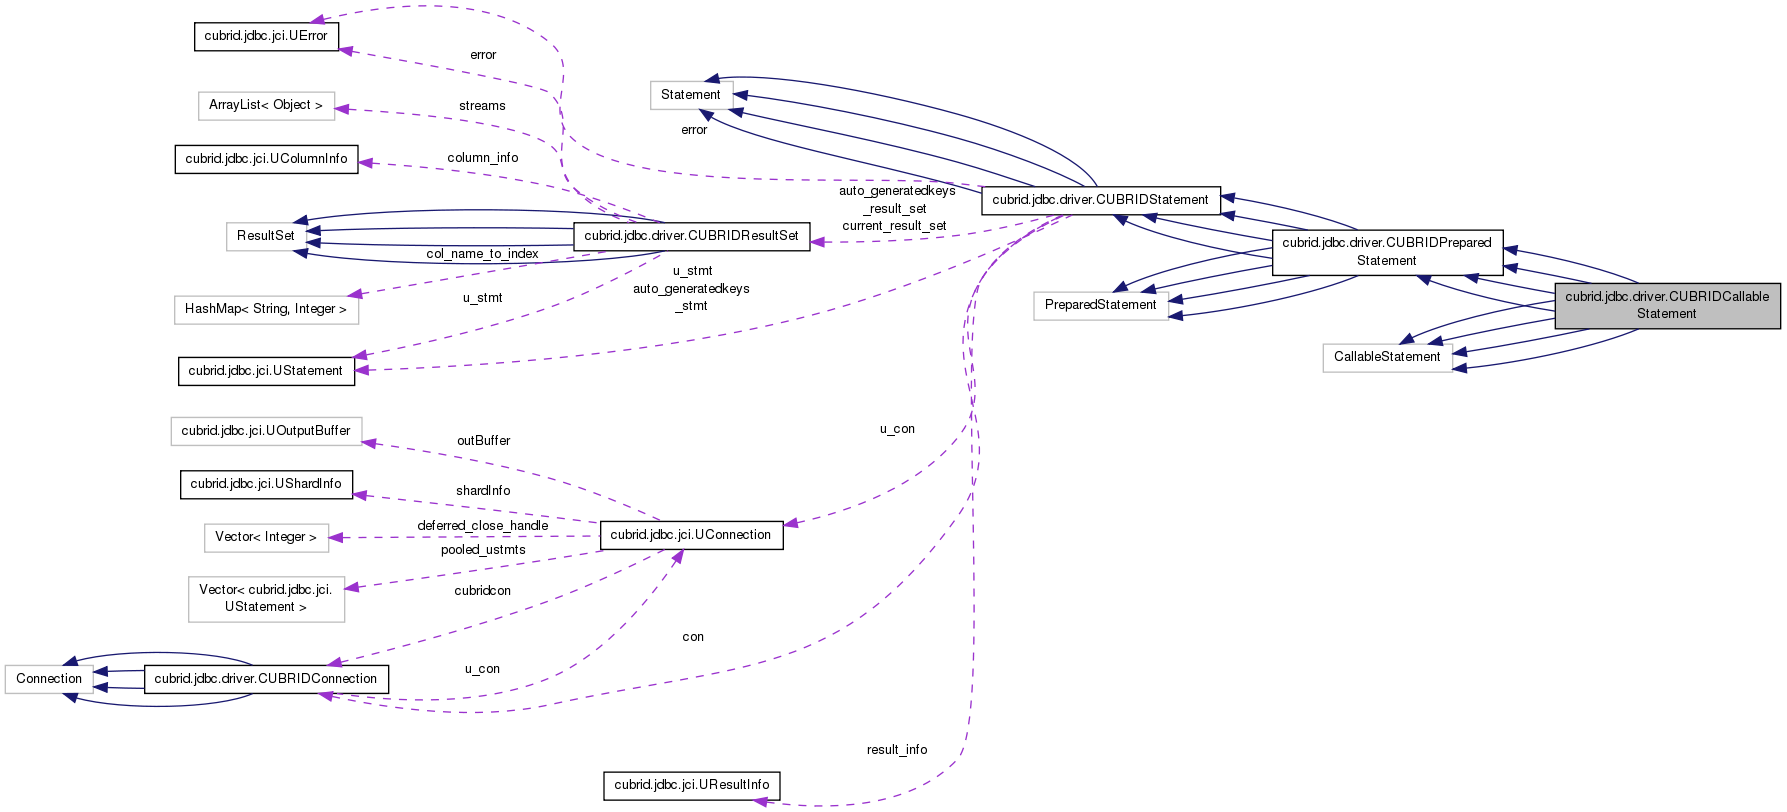 cubrid.jdbc.jci.UError
error
ArrayList< Object >
streams
Statement
error
cubrid.jdbc.jci.UColumnInfo
column_info
auto_generatedkeys
_result_set
current_result_set
cubrid.jdbc.driver.CUBRIDStatement
ResultSet
cubrid.jdbc.driver.CUBRIDResultSet
cubrid.jdbc.driver.CUBRIDPrepared
Statement
col_name_to_index
HashMap< String, Integer >
u_stmt
u_stmt
auto_generatedkeys
_stmt
PreparedStatement
cubrid.jdbc.driver.CUBRIDCallable
Statement
CallableStatement
cubrid.jdbc.jci.UStatement
cubrid.jdbc.jci.UOutputBuffer
outBuffer
u_con
cubrid.jdbc.jci.UShardInfo
shardInfo
Vector< Integer >
deferred_close_handle
cubrid.jdbc.jci.UConnection
pooled_ustmts
Vector< cubrid.jdbc.jci.
UStatement >
cubridcon
con
u_con
Connection
cubrid.jdbc.driver.CUBRIDConnection
result_info
cubrid.jdbc.jci.UResultInfo